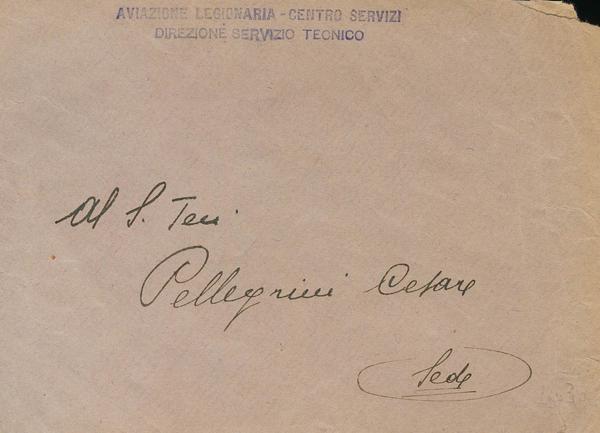 AVIAZIONE LEGIONARIA - CENTRO SERVIZI
DIREZIONE SERVIZIO TECNICO
Al S. Ten.
Pellegrini Cesare
Sede